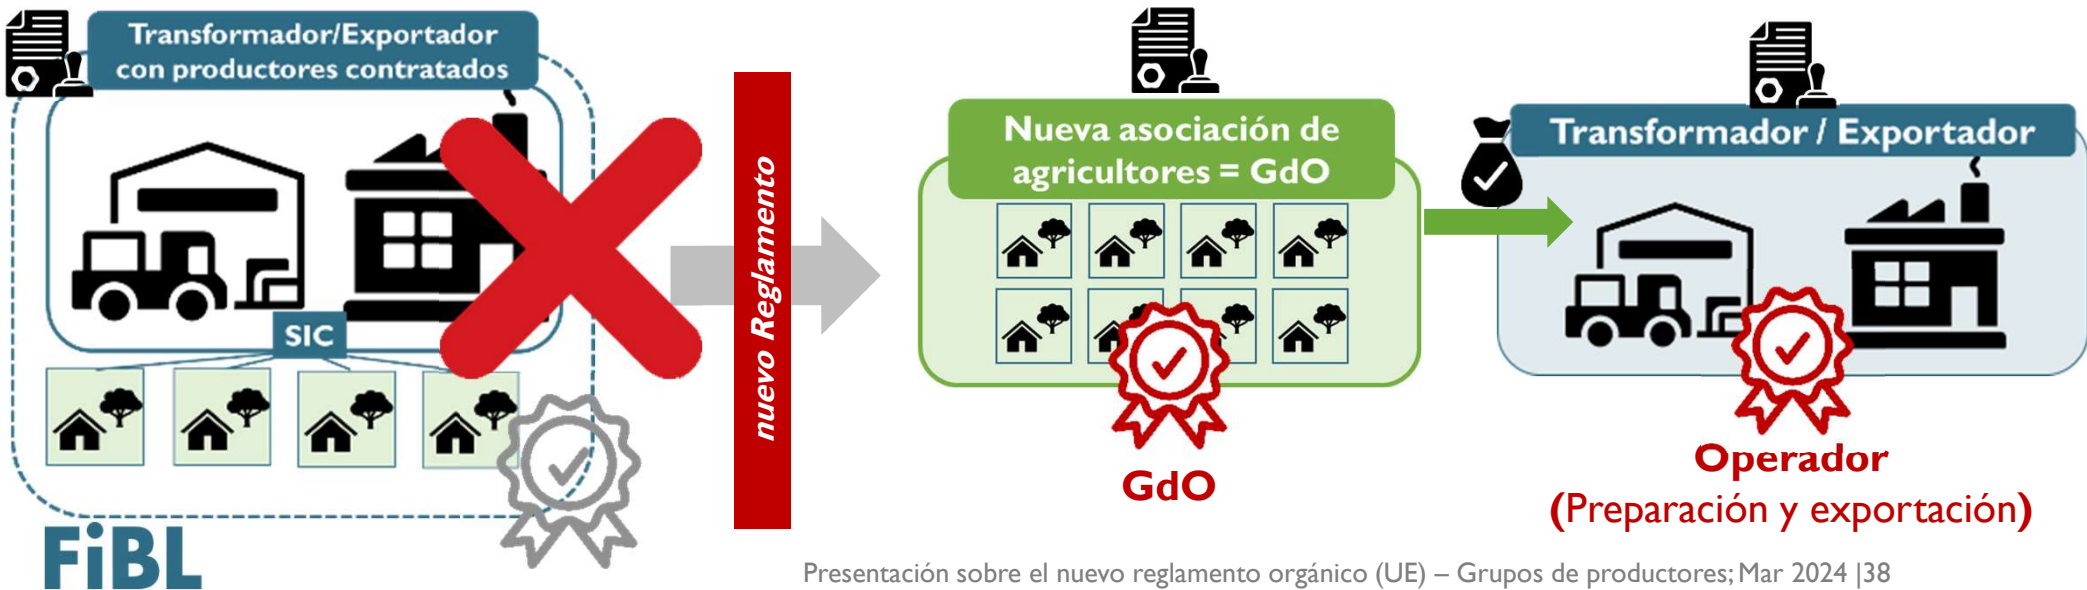 Transformador/Exportador
con productores contratados
SIC
FiBL
nuevo Reglamento
Nueva asociación de
agricultores = GdO
GdO
Transformador / Exportador
Operador
(Preparación y exportación)
Presentación sobre el nuevo reglamento orgánico (UE) – Grupos de productores; Mar 2024 |38